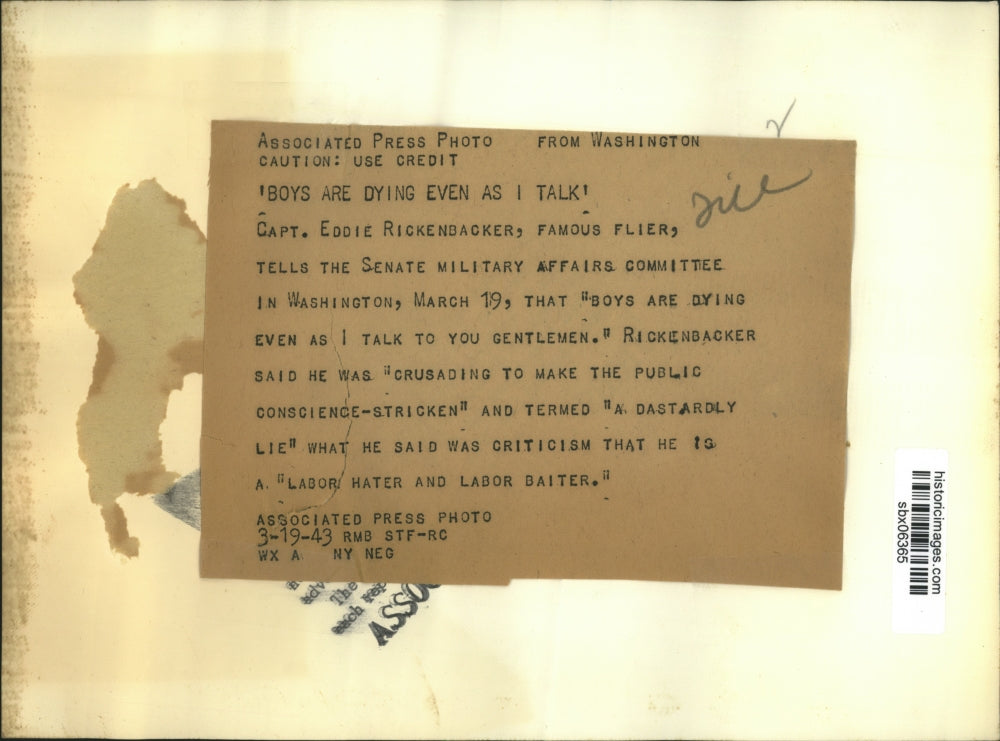 ASSOCIATED PRESS PHOTO FROM WASHINGTON
CAUTION: USE CREDIT
'BOYS ARE DYING EVEN AS I TALK'
CAPT. EDDIE RICKENBACKER, FAMOUS FLIER,
TELLS THE SENATE MILITARY AFFAIRS COMMITTEE
IN WASHINGTON, MARCH 19, THAT "BOYS ARE DYING
EVEN AS I TALK TO YOU GENTLEMEN." RICKENBACKER
SAID HE WAS "CRUSADING TO MAKE THE PUBLIC
CONSCIENCE-STRICKEN" AND TERMED "A DASTARDLY
LIE" WHAT HE SAID WAS CRITICISM THAT HE IS
A "LABOR HATER AND LABOR BAITER."
ASSOCIATED PRESS PHOTO
3-19-43 RMB STF-RC
WX A NY NEG
The
each rep
ASSOC
historicimages.com
sbx06365